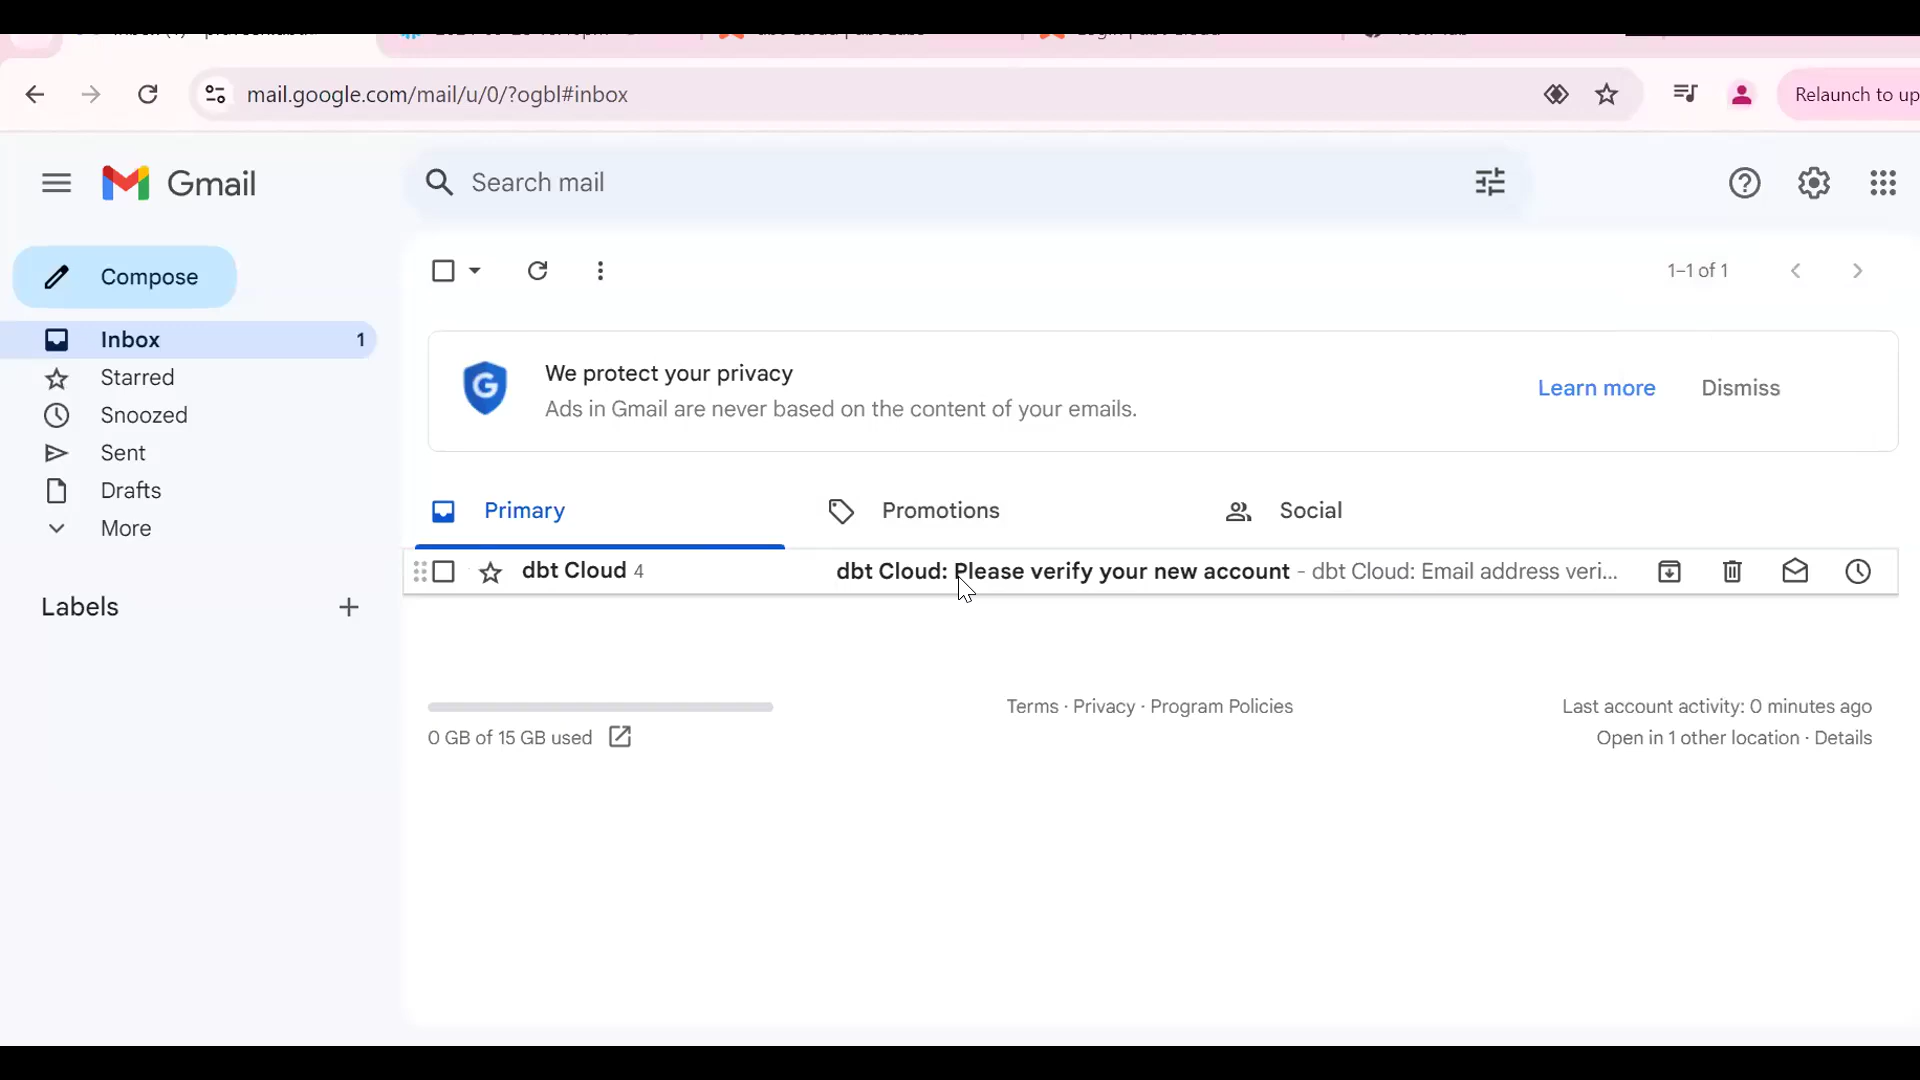 mail.google.com/mail/u/0/?ogbl#inbox
Relaunch to up
Gmail
Search mail
Compose
1–1 of 1
Inbox 1
Starred
Snoozed
Sent
Drafts
More
Labels
We protect your privacy
Ads in Gmail are never based on the content of your emails.
Learn more
Dismiss
Primary
Promotions
Social
dbt Cloud 4 dbt Cloud: Please verify your new account - dbt Cloud: Email address veri...
0 GB of 15 GB used
Terms · Privacy · Program Policies
Last account activity: 0 minutes ago
Open in 1 other location · Details